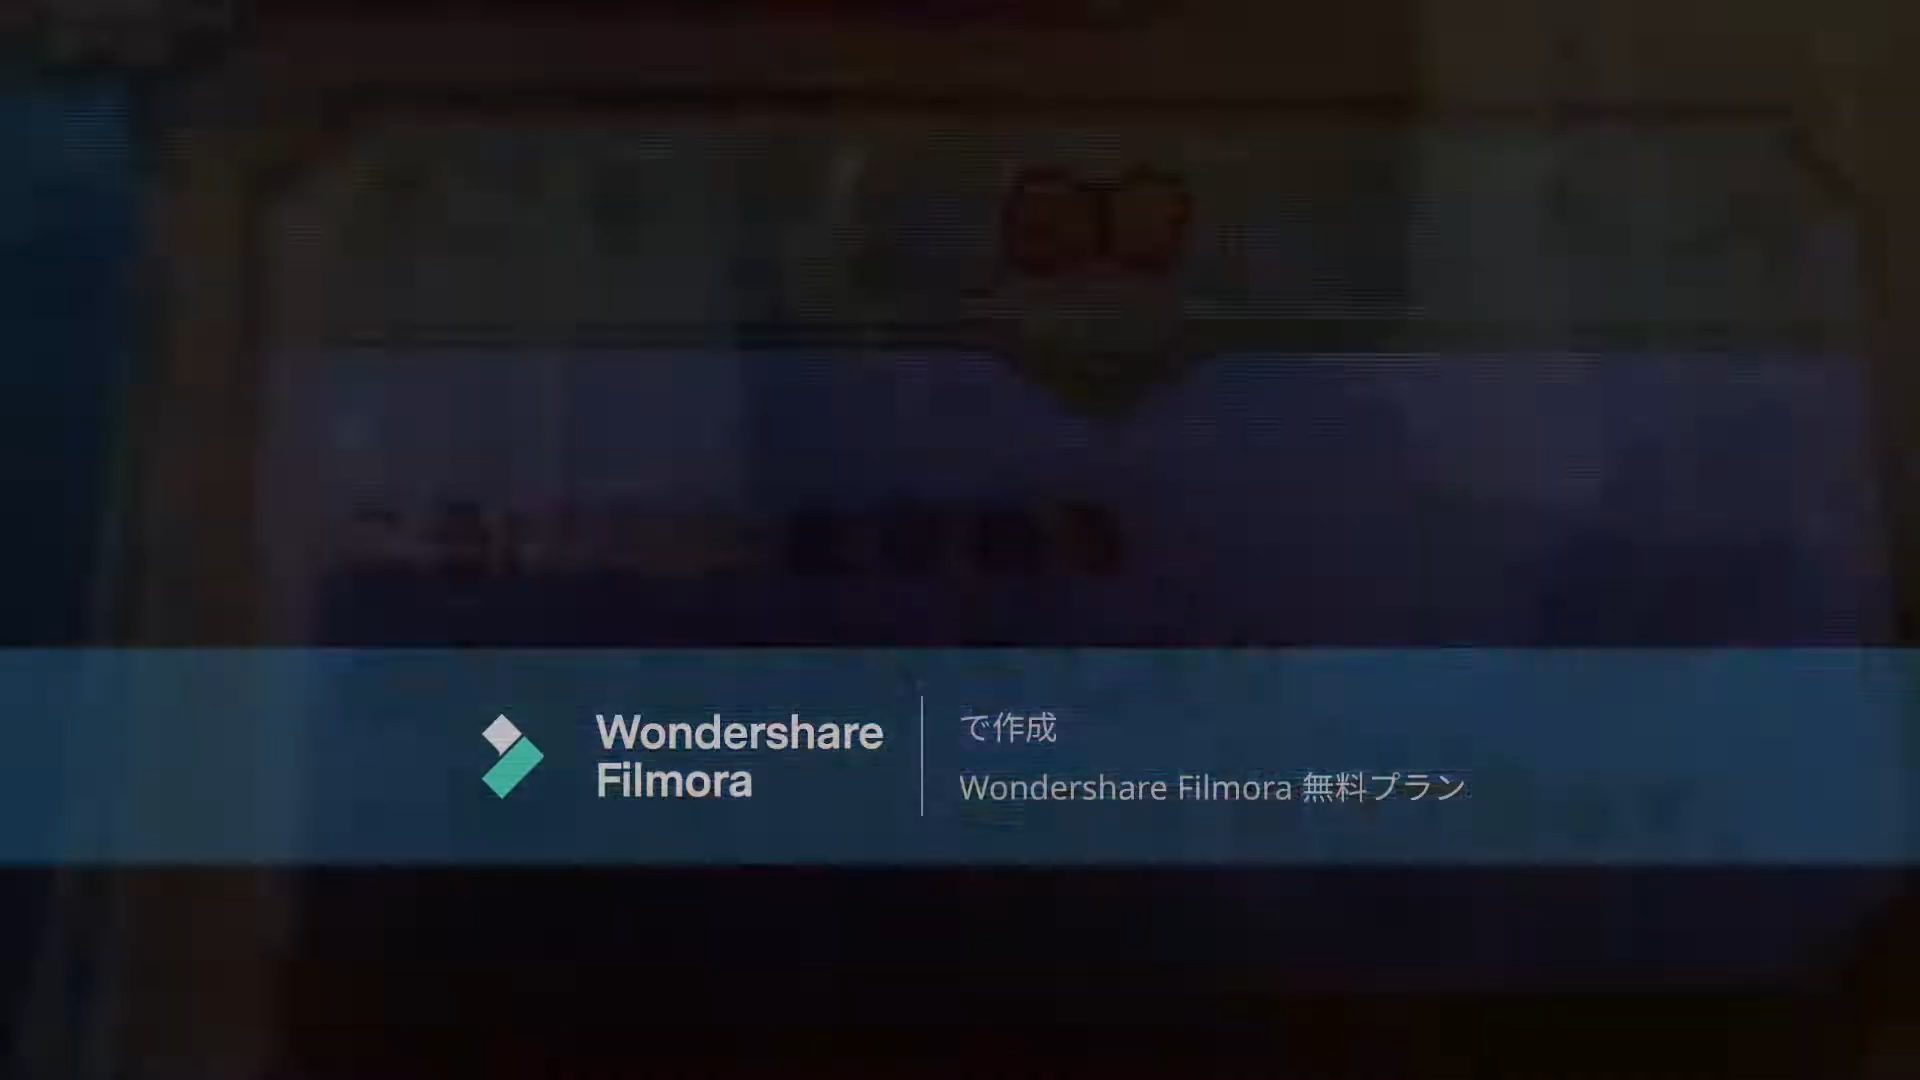 Wondershare
Filmora
で作成
Wondershare Filmora 無料プラン